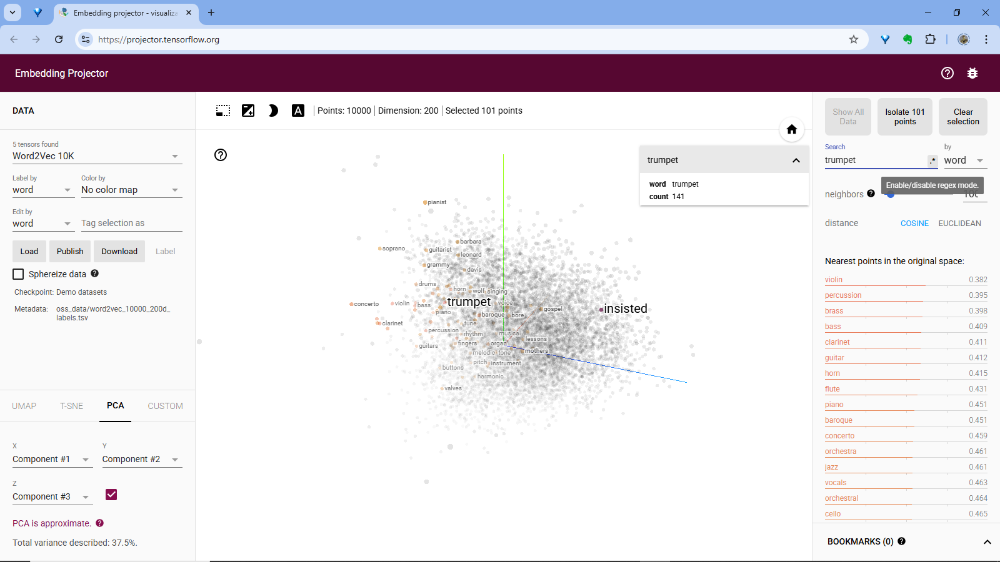 Embedding projector - visualiza
https://projector.tensorflow.org
Embedding Projector
DATA
5 tensors found
Word2Vec 10K
Label by
word
Color by
No color map
Edit by
word
Tag selection as
Load
Publish
Download
Label
Sphereize data
Checkpoint: Demo datasets
Metadata: oss_data/word2vec_10000_200d_
labels.tsv
UMAP
T-SNE
PCA
CUSTOM
X
Component #1
Y
Component #2
Z
Component #3
PCA is approximate.
Total variance described: 37.5%.
A
Points: 10000
Dimension: 200
Selected 101 points
trumpet
word trumpet
count 141
pianist
barbara
soprano
guitarist
leonard
grammy
davis
drums
horn
wolf
singing
trumpet
voice
concerto
violin
bass
piano
baroque
bore
gospel
insisted
clarinet
tune
percussion
rhythm
musical
lessons
guitars
fingers
organ
mothers
melodic
tone
pitch
instrument
buttons
harmonic
valves
Show All
Data
Isolate 101
points
Clear
selection
Search
trumpet
.*
by
word
Enable/disable regex mode.
neighbors
100
distance
COSINE
EUCLIDEAN
Nearest points in the original space:
violin 0.382
percussion 0.395
brass 0.398
bass 0.409
clarinet 0.411
guitar 0.412
horn 0.415
flute 0.431
piano 0.451
baroque 0.451
concerto 0.459
orchestra 0.461
jazz 0.461
vocals 0.463
orchestral 0.464
cello 0.465
BOOKMARKS (0)